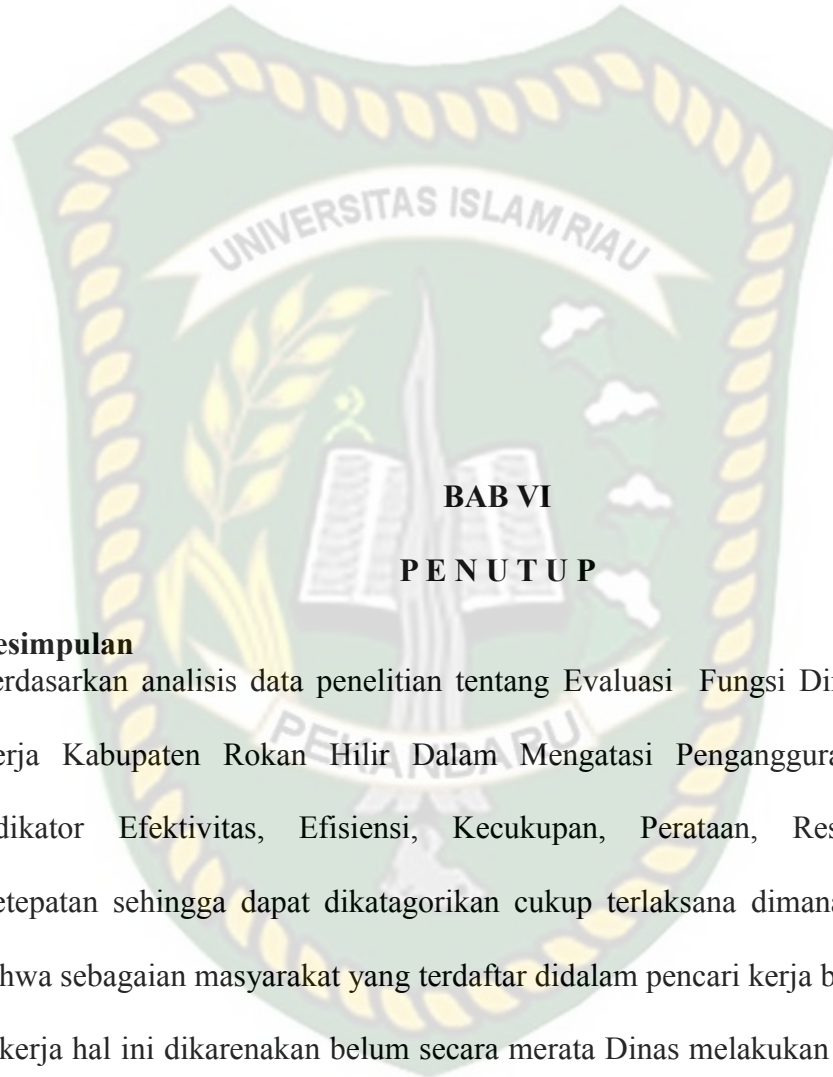 UNIVERSITAS ISLAM RIAU
BAB VI
P E N U T U P
esimpulan
erdasarkan analisis data penelitian tentang Evaluasi Fungsi Di
erja Kabupaten Rokan Hilir Dalam Mengatasi Penganggura
dikator Efektivitas, Efisiensi, Kecukupan, Perataan, Res
etepatan sehingga dapat dikatagorikan cukup terlaksana dimana
hwa sebagaian masyarakat yang terdaftar didalam pencari kerja b
kerja hal ini dikarenakan belum secara merata Dinas melakukan
PEKANBARU